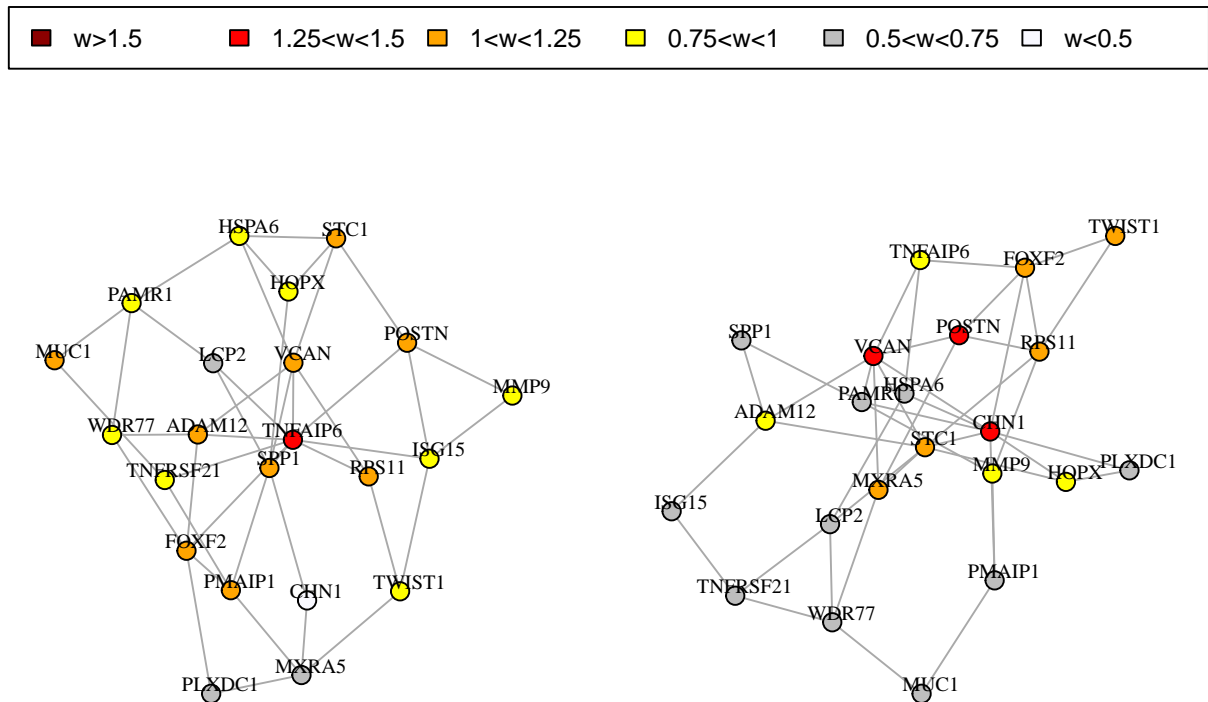 w>1.5 1.25<w<1.5 1<w<1.25 0.75<w<1 0.5<w<0.75 w<0.5
HSPA6
STC1
HOPX
PAMR1
POSTN
MUC1
LCP2
VCAN
MMP9
WDR77
ADAM12
TNFAIP6
ISG15
TNFRSF21
SPP1
RPS11
FOXF2
PMAIP1
CHN1
TWIST1
MXRA5
PLXDC1
TWIST1
TNFAIP6
FOXF2
SPP1
POSTN
VCAN
RPS11
HSPA6
PAMR1
ADAM12
CHN1
STC1
MMP9
HOPX
PLXDC1
MXRA5
ISG15
LCP2
PMAIP1
TNFRSF21
WDR77
MUC1